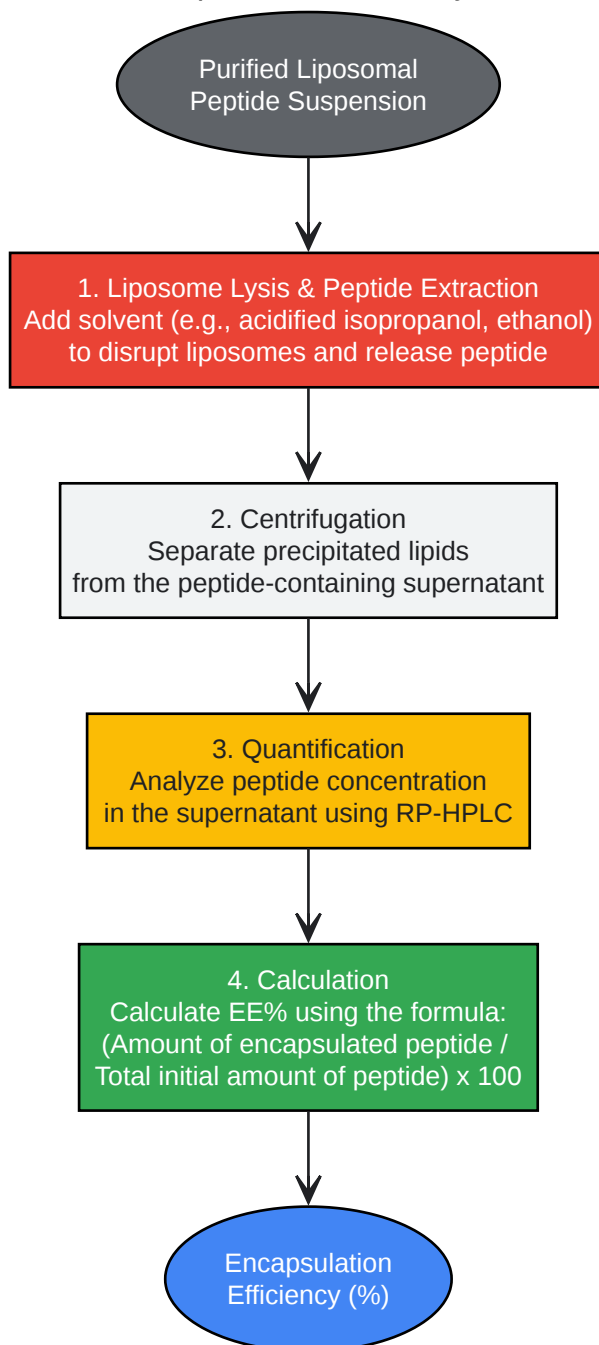 Purified Liposomal
Peptide Suspension
1. Liposome Lysis & Peptide Extraction
Add solvent (e.g., acidified isopropanol, ethanol)
to disrupt liposomes and release peptide
2. Centrifugation
Separate precipitated lipids
from the peptide-containing supernatant
3. Quantification
Analyze peptide concentration
in the supernatant using RP-HPLC
4. Calculation
Calculate EE% using the formula:
(Amount of encapsulated peptide /
Total initial amount of peptide) x 100
Encapsulation
Efficiency (%)